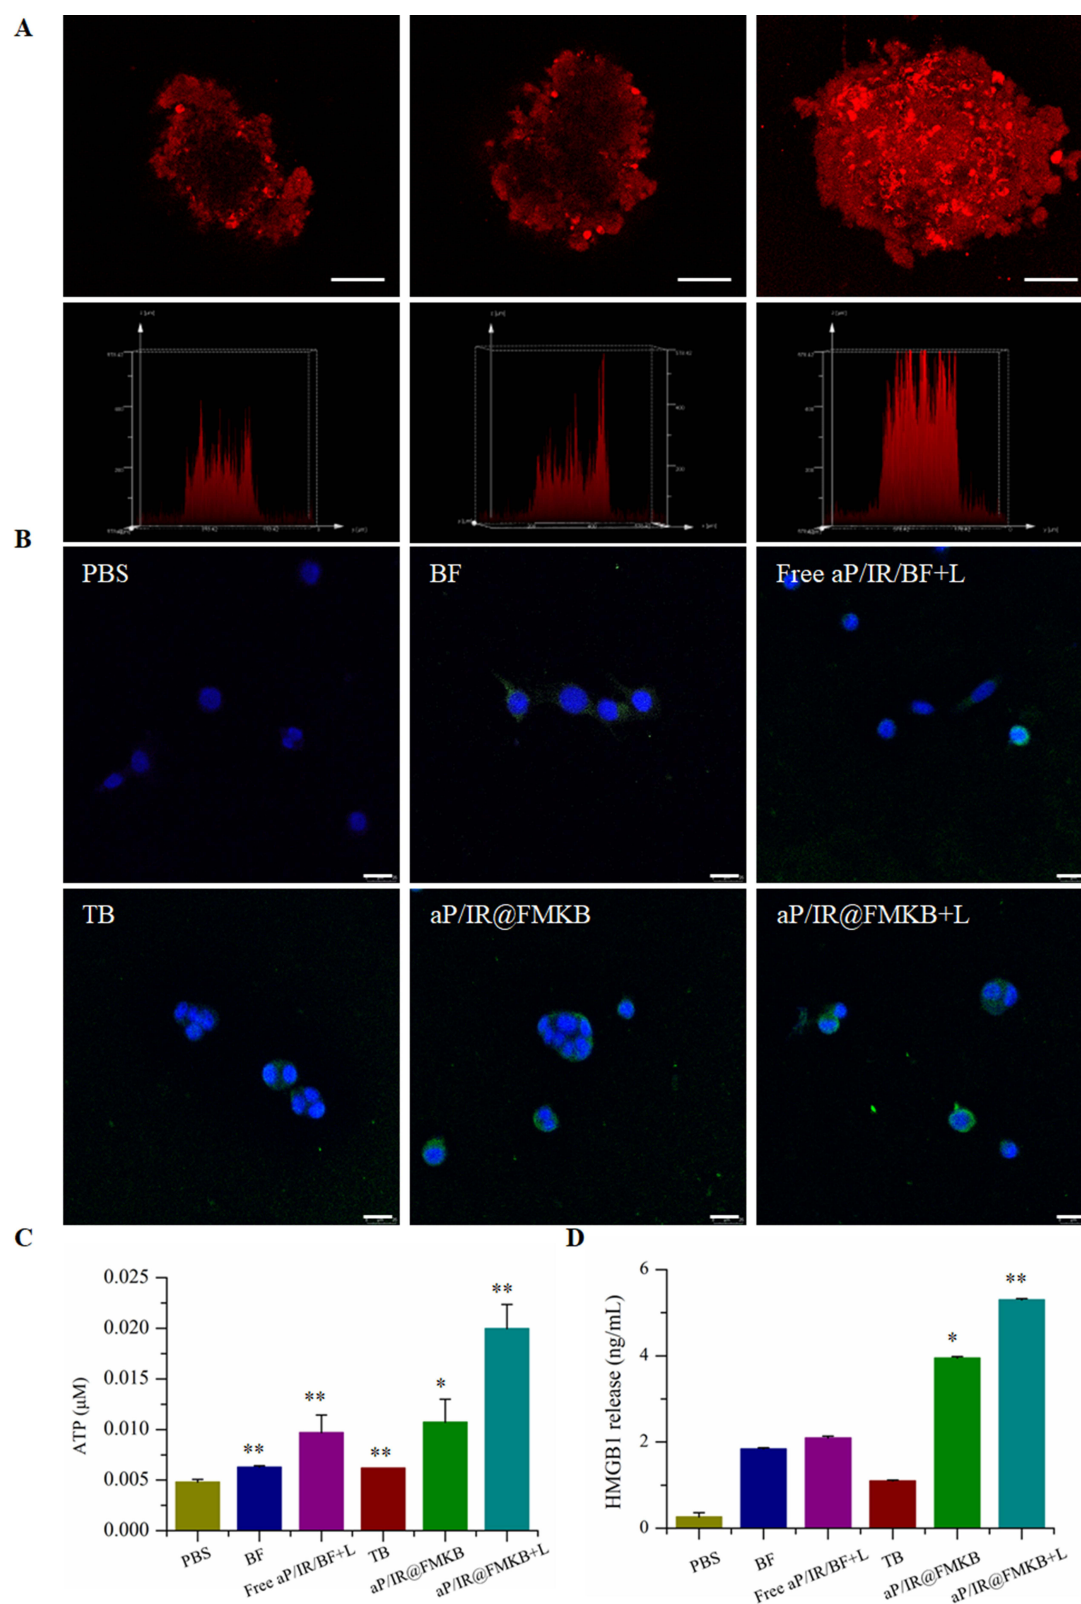 A
B
PBS
BF
Free aP/IR/BF+L
TB
aP/IR@FMKB
aP/IR@FMKB+L
C
D
0.025
0.020
0.015
0.010
0.005
0.000
ATP (μM)
**
**
**
*
**
PBS
BF
Free aP/IR/BF+L
TB
aP/IR@FMKB
aP/IR@FMKB+L
6
4
2
0
HMGB1 release (ng/mL)
*
**
PBS
BF
Free aP/IR/BF+L
TB
aP/IR@FMKB
aP/IR@FMKB+L